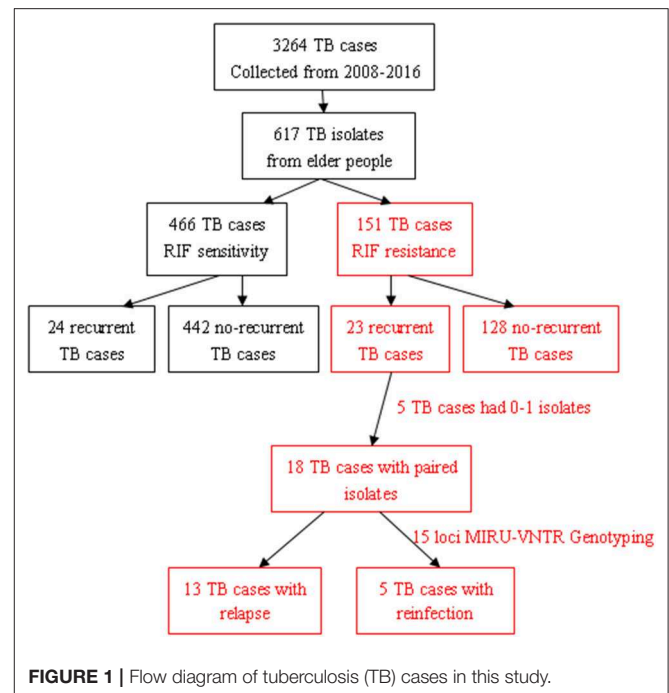 3264 TB cases
Collected from 2008-2016
617 TB isolates
from elder people
466 TB cases
RIF sensitivity
151 TB cases
RIF resistance
24 recurrent
TB cases
442 no-recurrent
TB cases
23 recurrent
TB cases
128 no-recurrent
TB cases
5 TB cases had 0-1 isolates
18 TB cases with paired
isolates
15 loci MIRU-VNTR Genotyping
13 TB cases with
relapse
5 TB cases with
reinfection
FIGURE 1 | Flow diagram of tuberculosis (TB) cases in this study.